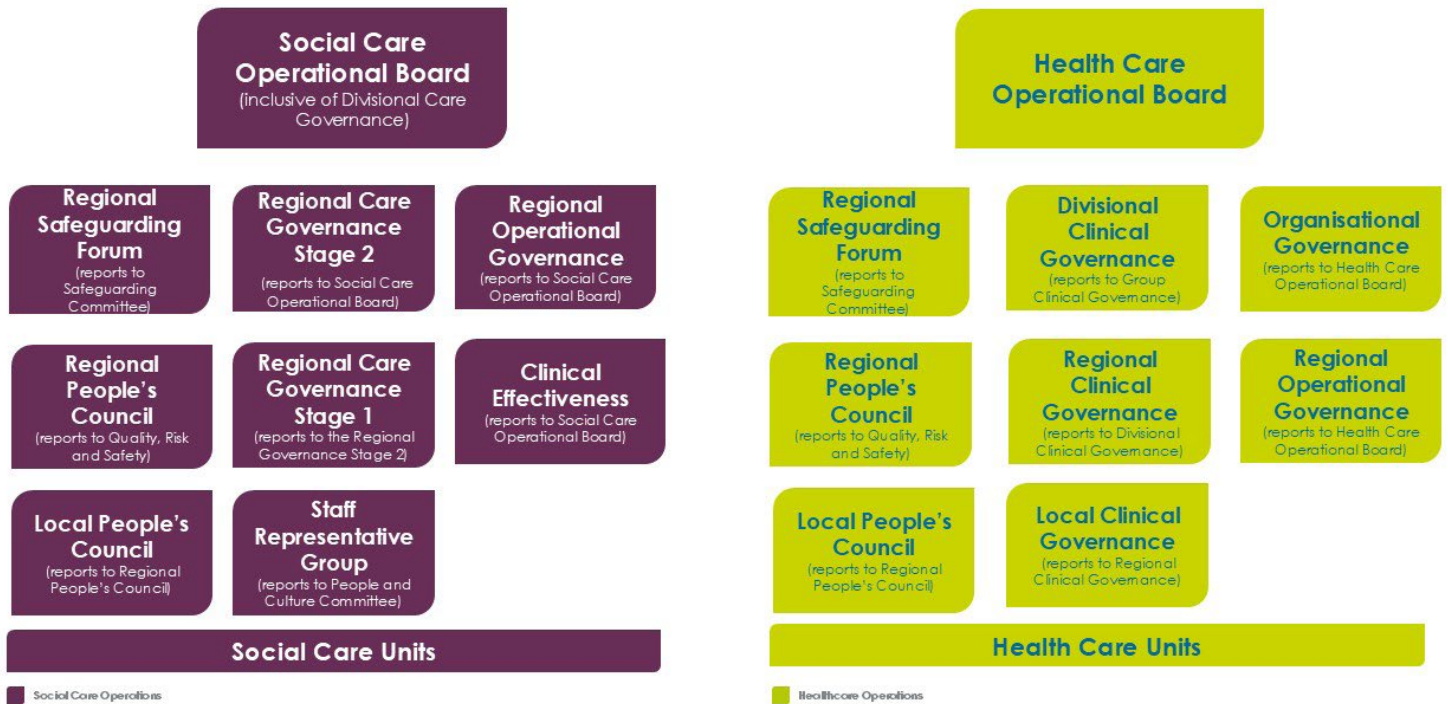 Social Care
Operational Board
(inclusive of Divisional Care
Governance)
Regional
Safeguarding
Forum
(reports to
Safeguarding
Committee)
Regional Care
Governance
Stage 2
(reports to Social Care
Operational Board)
Regional
Operational
Governance
(reports to Social Care
Operational Board)
Regional
People's
Council
(reports to Quality, Risk
and Safety)
Regional Care
Governance
Stage 1
(reports to the Regional
Governance Stage 2)
Clinical
Effectiveness
(reports to Social Care
Operational Board)
Local People's
Council
(reports to Regional
People's Council)
Staff
Representative
Group
(reports to People and
Culture Committee)
Social Care Units
Social Care Operations
Health Care
Operational Board
Regional
Safeguarding
Forum
(reports to
Safeguarding
Committee)
Divisional
Clinical
Governance
(reports to Group
Clinical Governance)
Organisational
Governance
(reports to Health Care
Operational Board)
Regional
People's
Council
(reports to Quality, Risk
and Safety)
Regional
Clinical
Governance
(reports to Divisional
Clinical Governance)
Regional
Operational
Governance
(reports to Health Care
Operational Board)
Local People's
Council
(reports to Regional
People's Council)
Local Clinical
Governance
(reports to Regional
Clinical Governance)
Health Care Units
Healthcare Operations